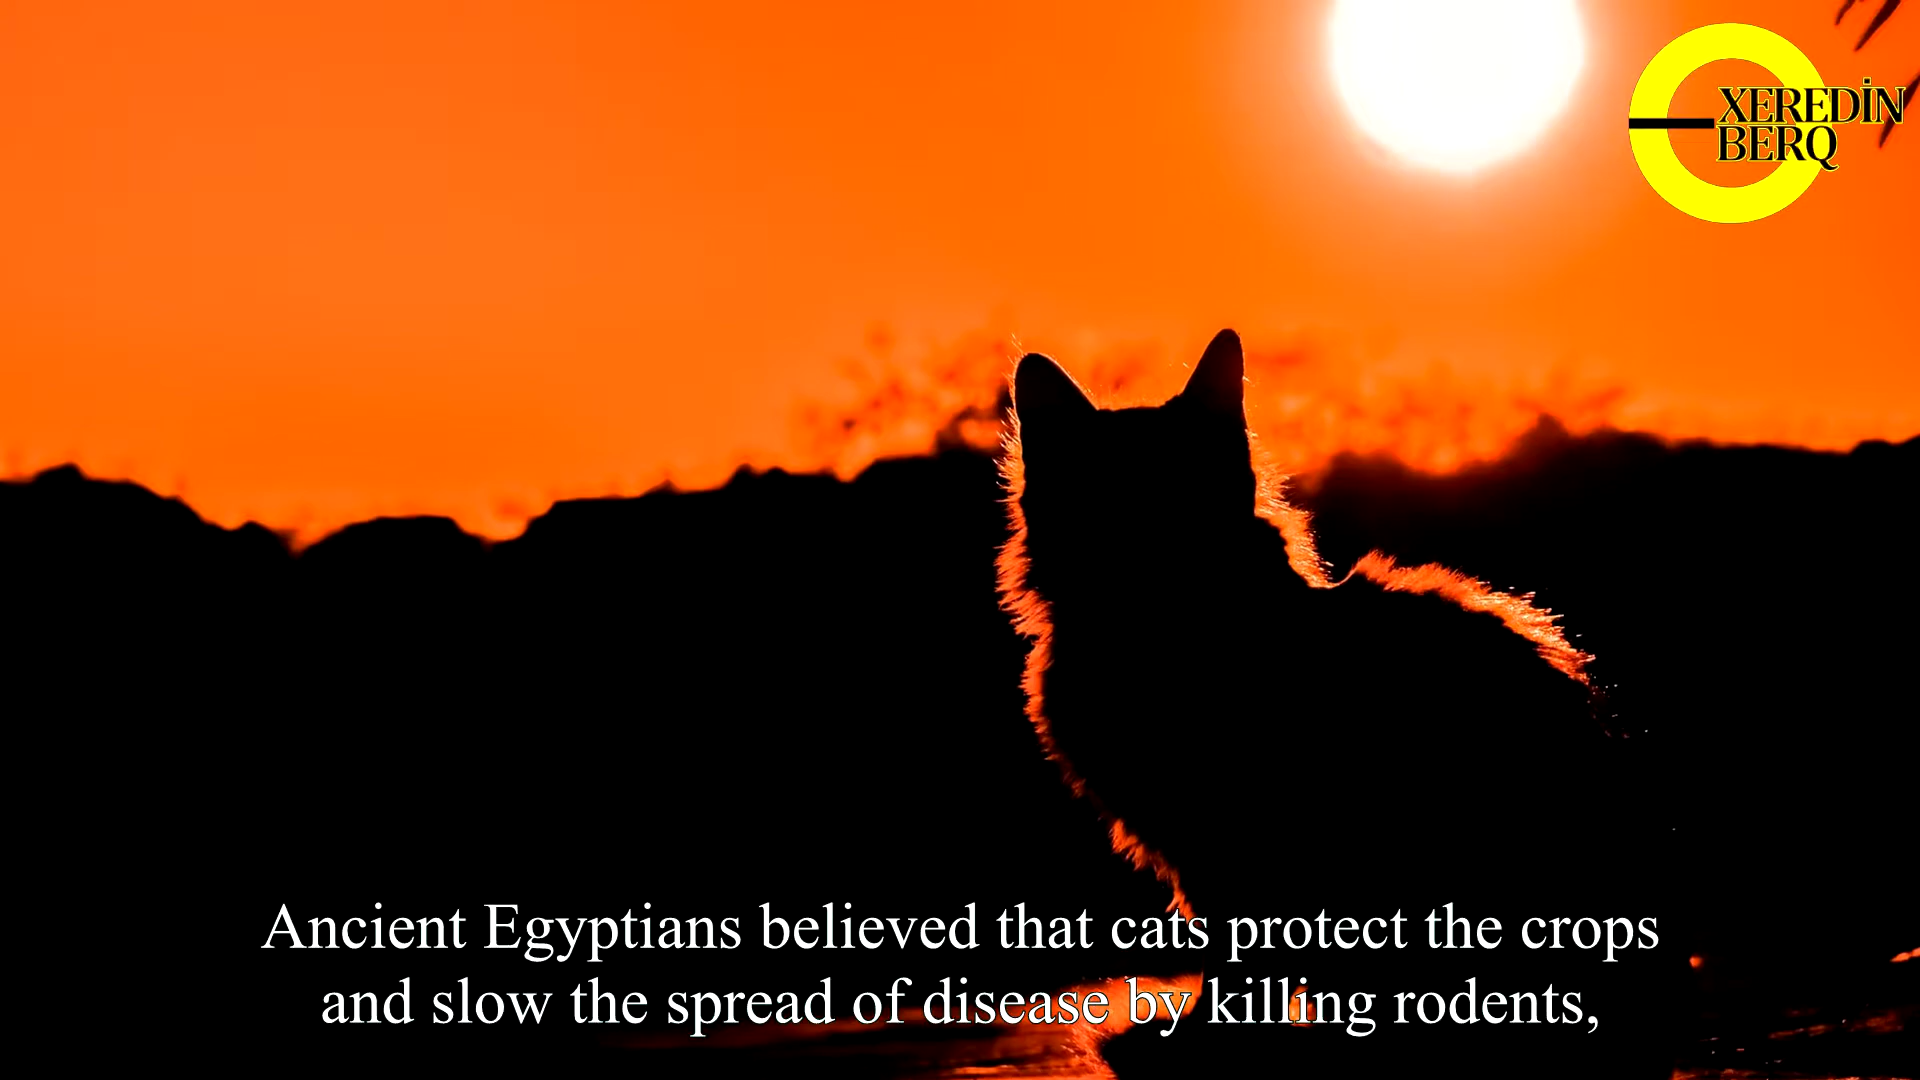 XEREDİN
BERQ
Ancient Egyptians believed that cats protect the crops
and slow the spread of disease by killing rodents,